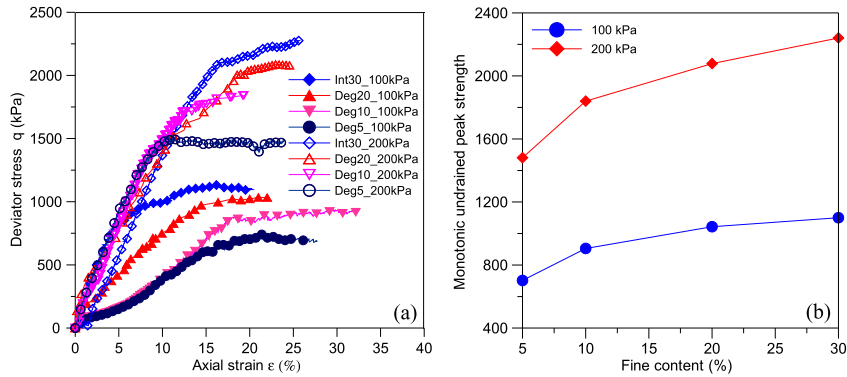 2500
2000
1500
1000
500
0
Deviator stress q (kPa)
0 5 10 15 20 25 30 35 40
Axial strain ε (%)
Int30_100kPa
Deg20_100kPa
Deg10_100kPa
Deg5_100kPa
Int30_200kPa
Deg20_200kPa
Deg10_200kPa
Deg5_200kPa
(a)
2400
2000
1600
1200
800
400
Monotonic undrained peak strength
100 kPa
200 kPa
5 10 15 20 25 30
Fine content (%)
(b)